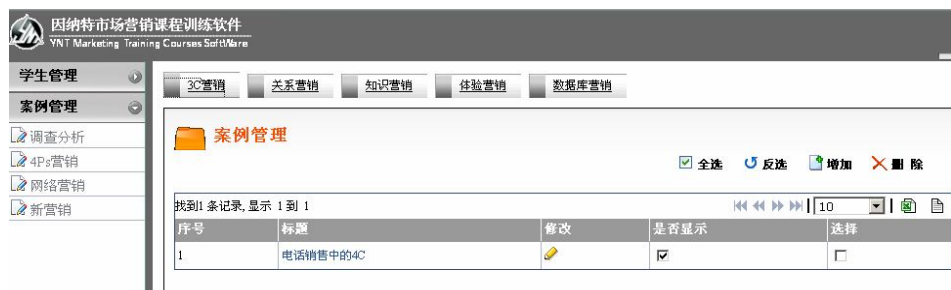 因纳特市场营销课程训练软件
YNT Marketing Training Courses SoftWare
学生管理
案例管理
调查分析
4Ps营销
网络营销
新营销
3C营销 关系营销 知识营销 体验营销 数据库营销
案例管理
全选 反选 增加 删 除
找到1 条记录, 显示 1 到 1 10
序号 标题 修改 是否显示 选择
1 电话销售中的4C